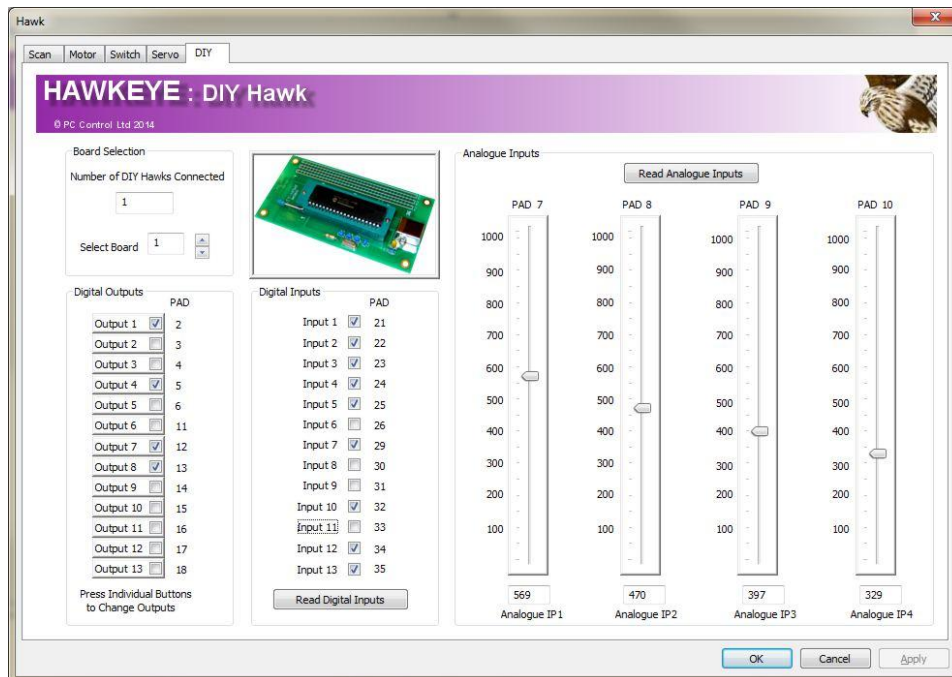 Hawk
Scan Motor Switch Servo DIY
HAWKEYE : DIY Hawk
© PC Control Ltd 2014
Board Selection
Number of DIY Hawks Connected
1
Select Board 1
Digital Outputs
PAD
Output 1 2
Output 2 3
Output 3 4
Output 4 5
Output 5 6
Output 6 11
Output 7 12
Output 8 13
Output 9 14
Output 10 15
Output 11 16
Output 12 17
Output 13 18
Press Individual Buttons
to Change Outputs
Digital Inputs
PAD
Input 1 21
Input 2 22
Input 3 23
Input 4 24
Input 5 25
Input 6 26
Input 7 29
Input 8 30
Input 9 31
Input 10 32
Input 11 33
Input 12 34
Input 13 35
Read Digital Inputs
Analogue Inputs
Read Analogue Inputs
PAD 7 PAD 8 PAD 9 PAD 10
1000 1000 1000 1000
900 900 900 900
800 800 800 800
700 700 700 700
600 600 600 600
500 500 500 500
400 400 400 400
300 300 300 300
200 200 200 200
100 100 100 100
569 470 397 329
Analogue IP1 Analogue IP2 Analogue IP3 Analogue IP4
OK Cancel Apply